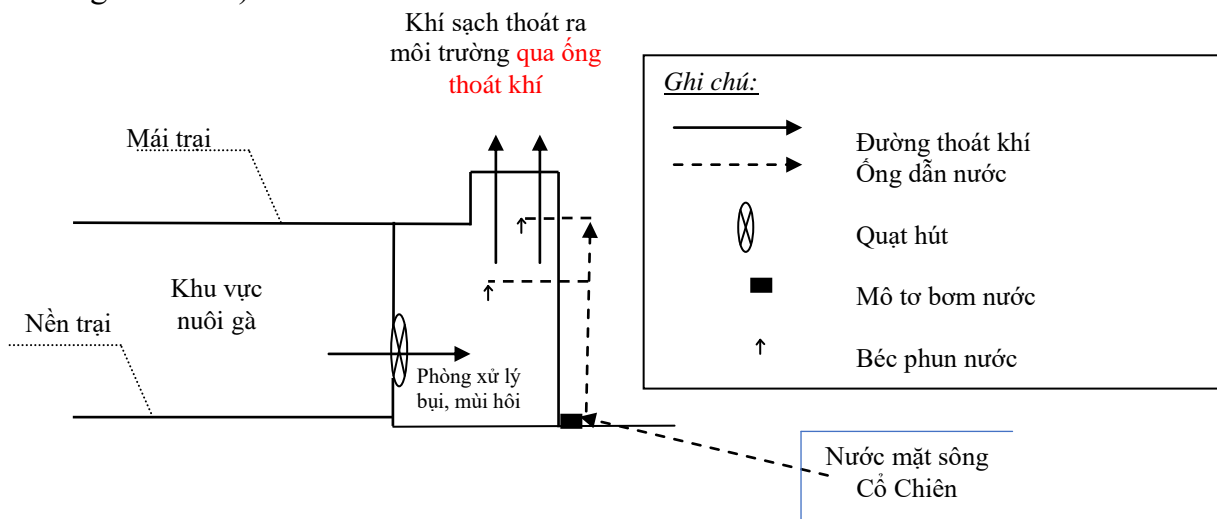 Khí sạch thoát ra
môi trường qua ống
thoát khí
Ghi chú:
Đường thoát khí
Ống dẫn nước
Quạt hút
Mô tơ bơm nước
Béc phun nước
Mái trai
Khu vực
nuôi gà
Nền trại
Phòng xử lý
bụi, mùi hôi
Nước mặt sông
Cổ Chiên